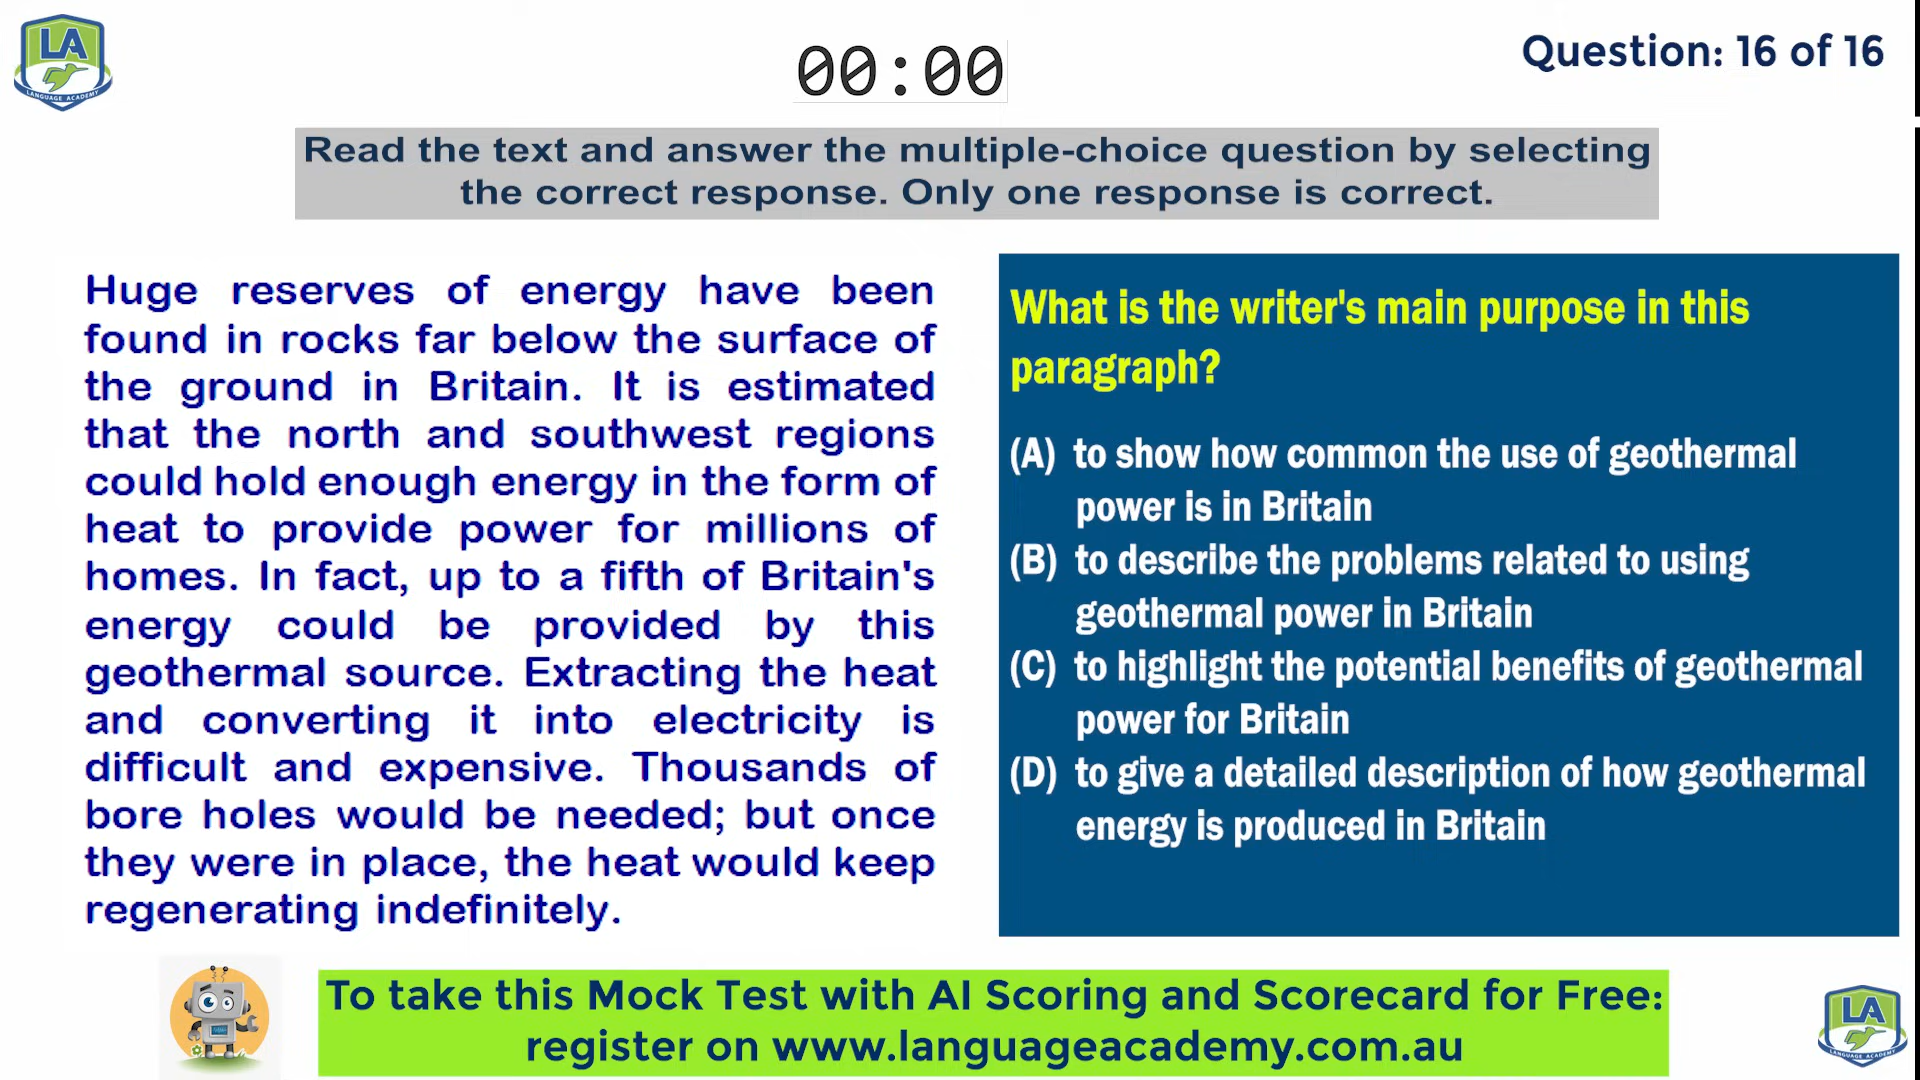 LA
LANGUAGE ACADEMY
00:00
Question: 16 of 16
Read the text and answer the multiple-choice question by selecting
the correct response. Only one response is correct.
Huge reserves of energy have been
found in rocks far below the surface of
the ground in Britain. It is estimated
that the north and southwest regions
could hold enough energy in the form of
heat to provide power for millions of
homes. In fact, up to a fifth of Britain's
energy could be provided by this
geothermal source. Extracting the heat
and converting it into electricity is
difficult and expensive. Thousands of
bore holes would be needed; but once
they were in place, the heat would keep
regenerating indefinitely.
What is the writer's main purpose in this
paragraph?
(A) to show how common the use of geothermal
power is in Britain
(B) to describe the problems related to using
geothermal power in Britain
(C) to highlight the potential benefits of geothermal
power for Britain
(D) to give a detailed description of how geothermal
energy is produced in Britain
To take this Mock Test with AI Scoring and Scorecard for Free:
register on www.languageacademy.com.au
LA
LANGUAGE ACADEMY